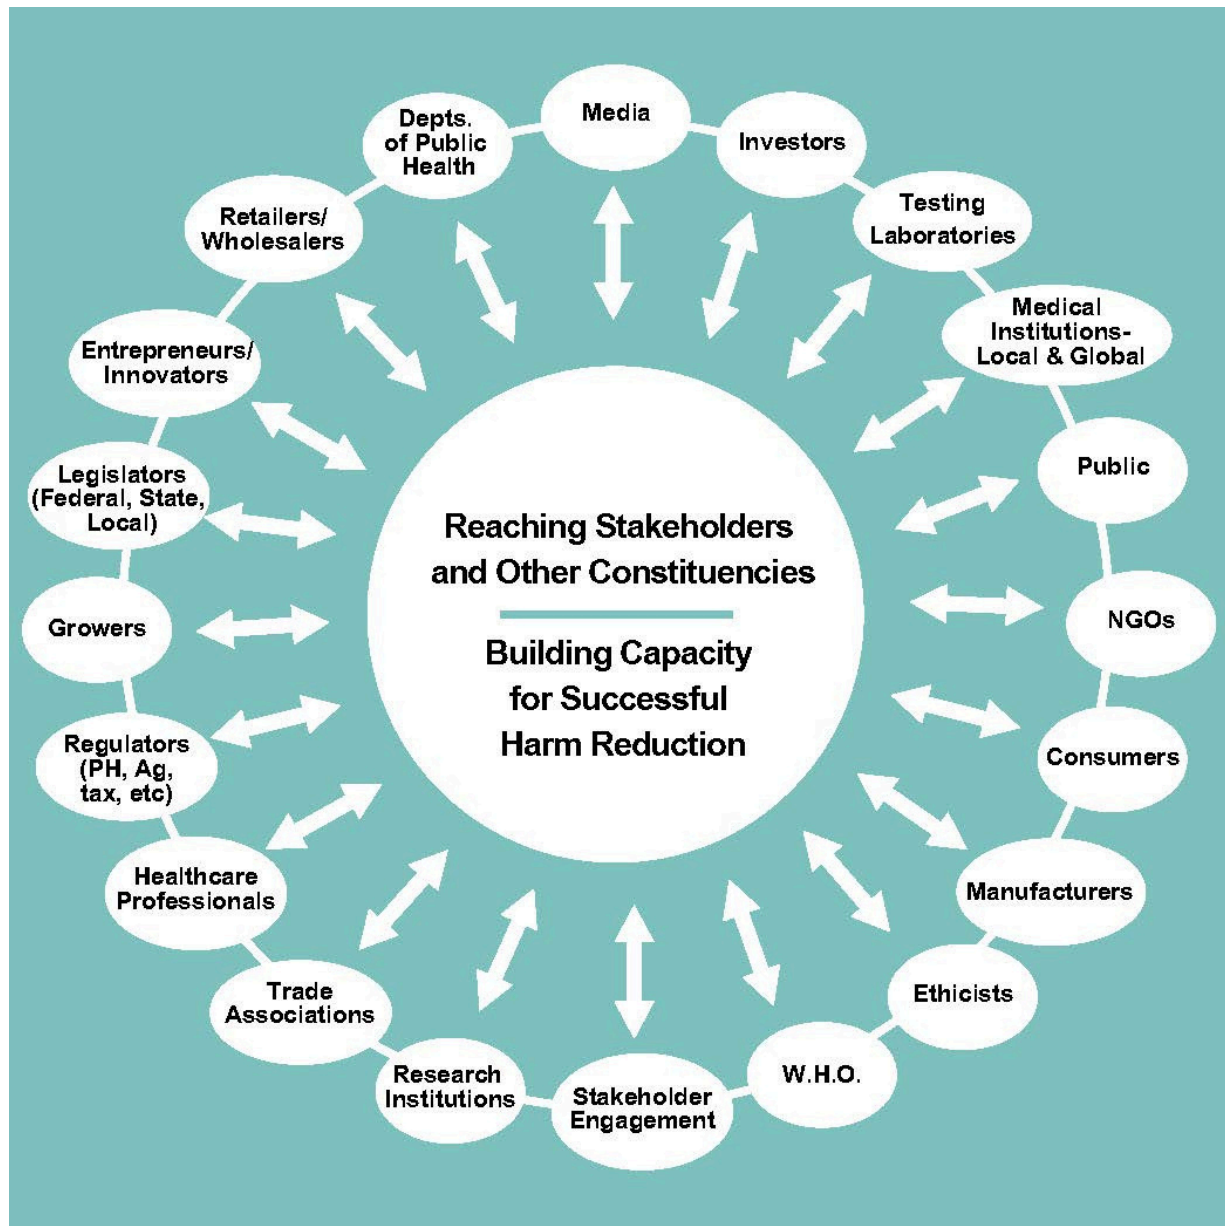 Media
Investors
Testing
Laboratories
Medical
Institutions-
Local & Global
Public
NGOs
Consumers
Manufacturers
Ethicists
W.H.O.
Stakeholder
Engagement
Research
Institutions
Trade
Associations
Healthcare
Professionals
Regulators
(PH, Ag,
tax, etc)
Growers
Legislators
(Federal, State,
Local)
Entrepreneurs/
Innovators
Retailers/
Wholesalers
Depts.
of Public
Health
Reaching Stakeholders
and Other Constituencies
Building Capacity
for Successful
Harm Reduction